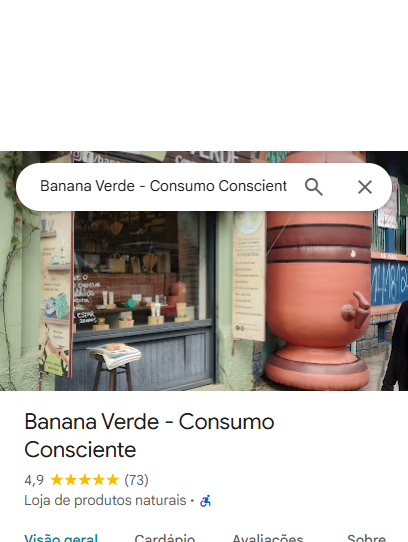 VERDE
Banana Verde - Consumo Conscient
Banana Verde - Consumo
Consciente
4,9 (73)
Loja de produtos naturais ·
Visão geral Cardápio Avaliações Sobre